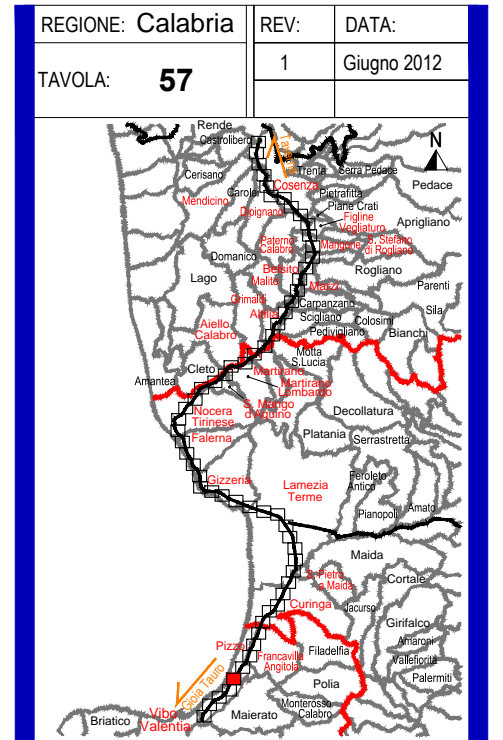 REGIONE: Calabria
REV:
DATA:
TAVOLA: 57
1
Giugno 2012
Rende
Castrolibero
N
Trenta
Serra Pedace
Cerisano
Cosenza
Pedace
Carolei
Pietrafitta
Mendicino
Dipignano
Piane Crati
Figline
Vegliaturo
Aprigliano
Paterno
Calabro
Mangone
S. Stefano
di Rogliano
Domanico
Belsito
Rogliano
Lago
Malito
Marzi
Parenti
Grimaldi
Carpanzano
Altilia
Scigliano
Colosimi
Sila
Aiello
Calabro
Pedivigliano
Bianchi
Motta
S.Lucia
Cleto
Martirano
Amantea
Martirano
Lombardo
S. Mango
d'Aquino
Nocera
Tirinese
Decollatura
Falerna
Platania
Serrastretta
Gizzeria
Lamezia
Terme
Feroleto
Antico
Pianopoli
Amato
Maida
S. Pietro
a Maida
Cortale
Curinga
Jacurso
Girifalco
Pizzo
Amaroni
Francavilla
Angitola
Filadelfia
Vallefiorita
Gioia Tauro
Polia
Palermiti
Vibo
Valentia
Briatico
Maierato
Monterosso
Calabro